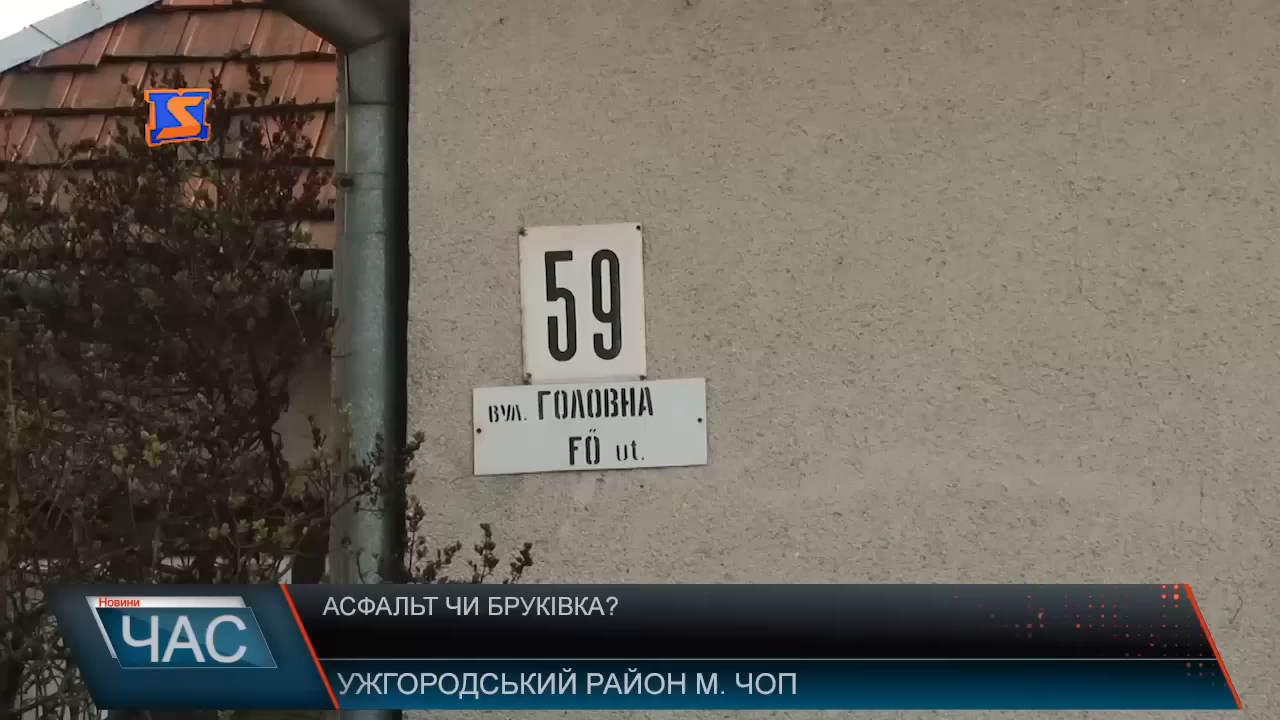 59
вул. ГОЛОВНА
FŐ ut.
Новини
ЧАС
АСФАЛЬТ ЧИ БРУКІВКА?
УЖГОРОДСЬКИЙ РАЙОН М. ЧОП